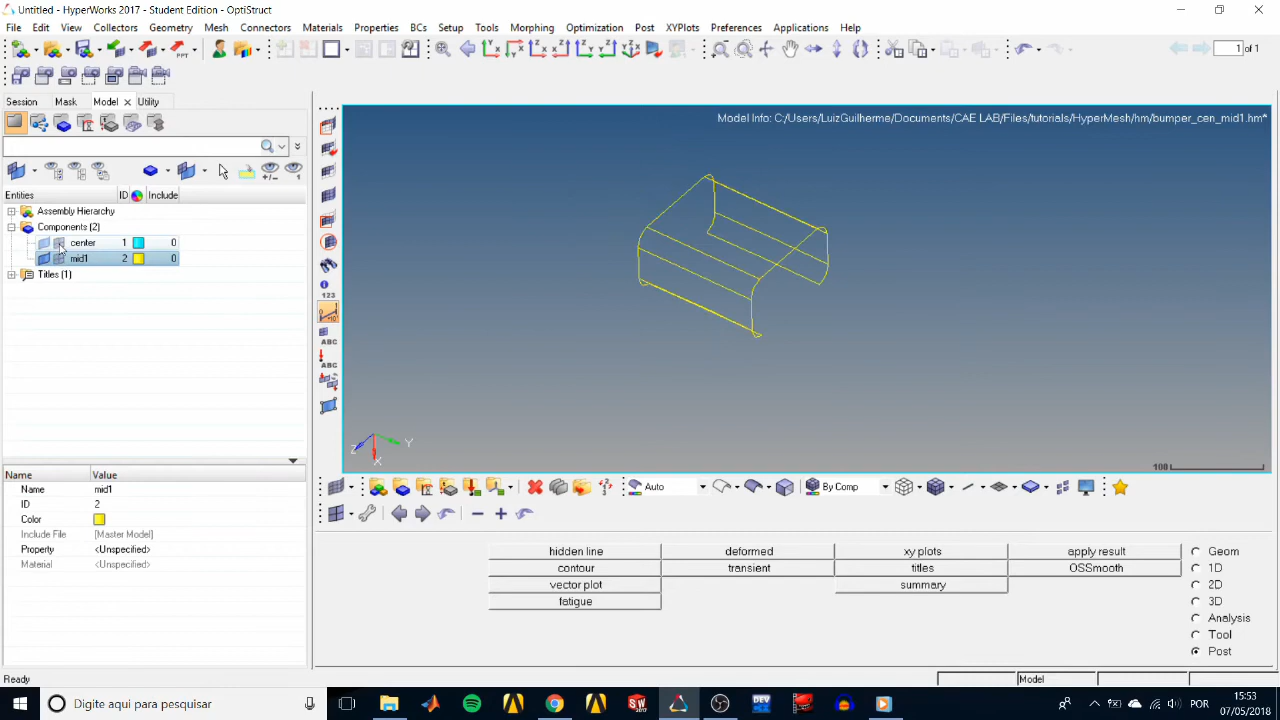 Untitled - HyperWorks 2017 - Student Edition - OptiStruct
File Edit View Collectors Geometry Mesh Connectors Materials Properties BCs Setup Tools Morphing Optimization Post XYPlots Preferences Applications Help
1 of 1
Session Mask Model Utility
Model Info: C:/Users/LuizGuilherme/Documents/CAE LAB/Files/tutorials/HyperMesh/hm/bumper_cen_mid1.hm*
Entities ID Include
Assembly Hierarchy
Components (2)
center 1 0
mid1 2 0
Titles (1)
123
ABC
ABC
Z Y
X
100
Name Value
Name mid1
ID 2
Color
Include File [Master Model]
Property <Unspecified>
Material <Unspecified>
Auto By Comp
hidden line deformed xy plots apply result Geom
contour transient titles OSSmooth 1D
vector plot summary 2D
fatigue 3D
Analysis
Tool
Post
Ready Model
Digite aqui para pesquisar
POR
15:53
07/05/2018